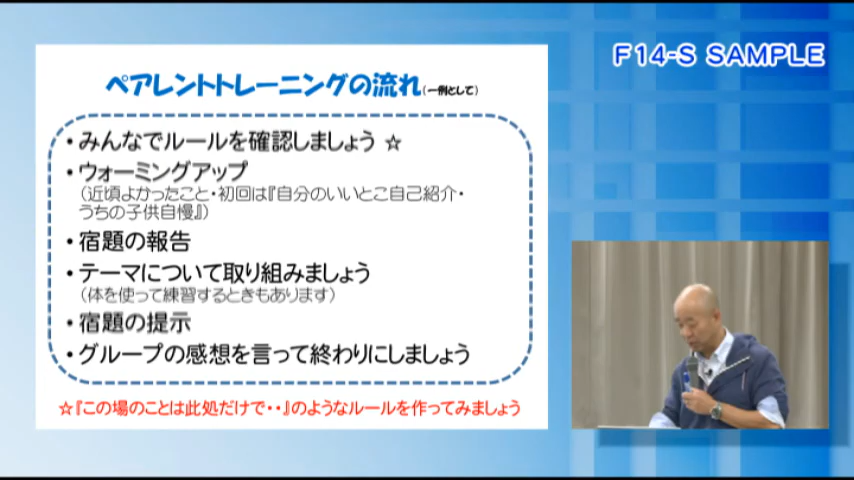 F14-S SAMPLE
ペアレントトレーニングの流れ(一例として)
・みんなでルールを確認しましょう ☆
・ウォーミングアップ
（近頃よかったこと・初回は『自分のいいとこ自己紹介・
うちの子供自慢』）
・宿題の報告
・テーマについて取り組みましょう
（体を使って練習するときもあります）
・宿題の提示
・グループの感想を言って終わりにしましょう
☆『この場のことは此処だけで・・』のようなルールを作ってみましょう